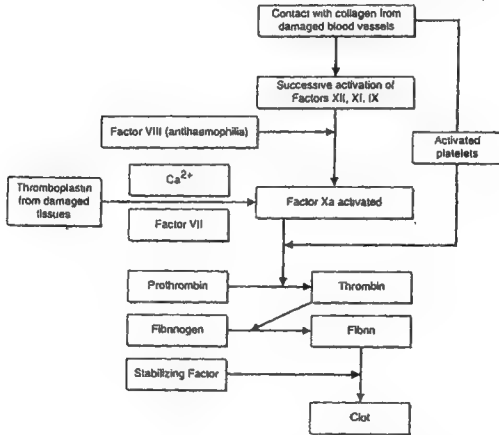 Contact with collagen from
damaged blood vessels
Successive activation of
Factors XII, XI, IX
Factor VIII (antihaemophilia)
Activated
platelets
Ca2+
Thromboplastin
from damaged
tissues
Factor Xa activated
Factor VII
Prothrombin
Thrombin
Fibrinogen
Fibrin
Stabilizing Factor
Clot